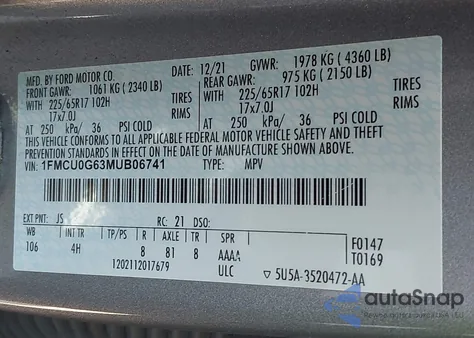 MFD. BY FORD MOTOR CO. 12/21 GVWR: 1978 KG ( 4360 LB)
FRONT GAWR: 1061 KG ( 2340 LB) REAR GAWR: 975 KG ( 2150 LB)
WITH 225/65R17 102H TIRES WITH 225/65R17 102H TIRES
17x7.0J RIMS 17x7.0J RIMS
AT 250 kPa/ 36 PSI COLD AT 250 kPa/ 36 PSI COLD
THIS VEHICLE CONFORMS TO ALL APPLICABLE FEDERAL MOTOR VEHICLE SAFETY AND THEFT
PREVENTION STANDARDS IN EFFECT ON THE DATE OF MANUFACTURE SHOWN ABOVE.
VIN: 1FMCU0G63MUB06741 TYPE: MPV
EXT PNT: JS RC: 21 DSO:
WB INT TR R AXLE TR SPR F0147
106 4H 8 81 8 AAAA T0169
1202112017679 ULC ▽ 5U5A-3520472-AA
autoSnap